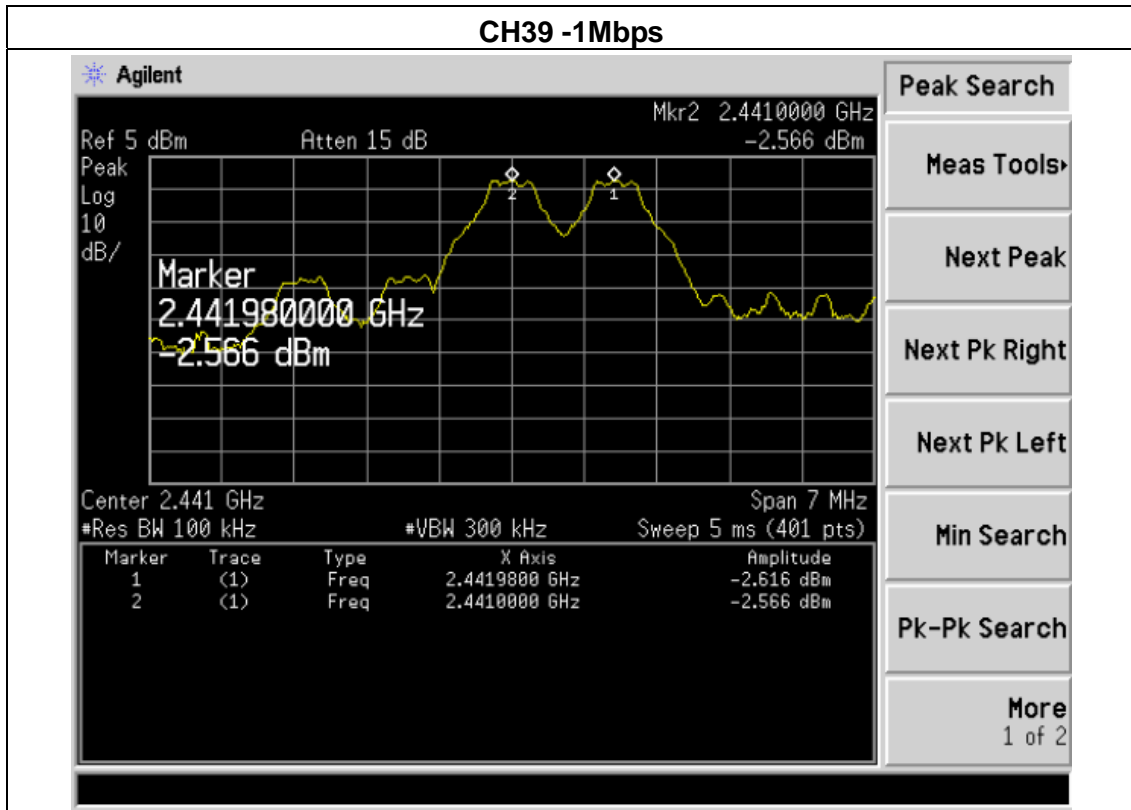 CH39 -1Mbps
Agilent
Peak Search
Mkr2 2.4410000 GHz
Ref 5 dBm Atten 15 dB -2.566 dBm
Peak
Log
10
dB/
2
1
Marker
2.441980000 GHz
-2.566 dBm
Center 2.441 GHz Span 7 MHz
#Res BW 100 kHz #VBW 300 kHz Sweep 5 ms (401 pts)
Marker Trace Type X Axis Amplitude
1 (1) Freq 2.4419800 GHz -2.616 dBm
2 (1) Freq 2.4410000 GHz -2.566 dBm
Meas Tools
Next Peak
Next Pk Right
Next Pk Left
Min Search
Pk-Pk Search
More
1 of 2